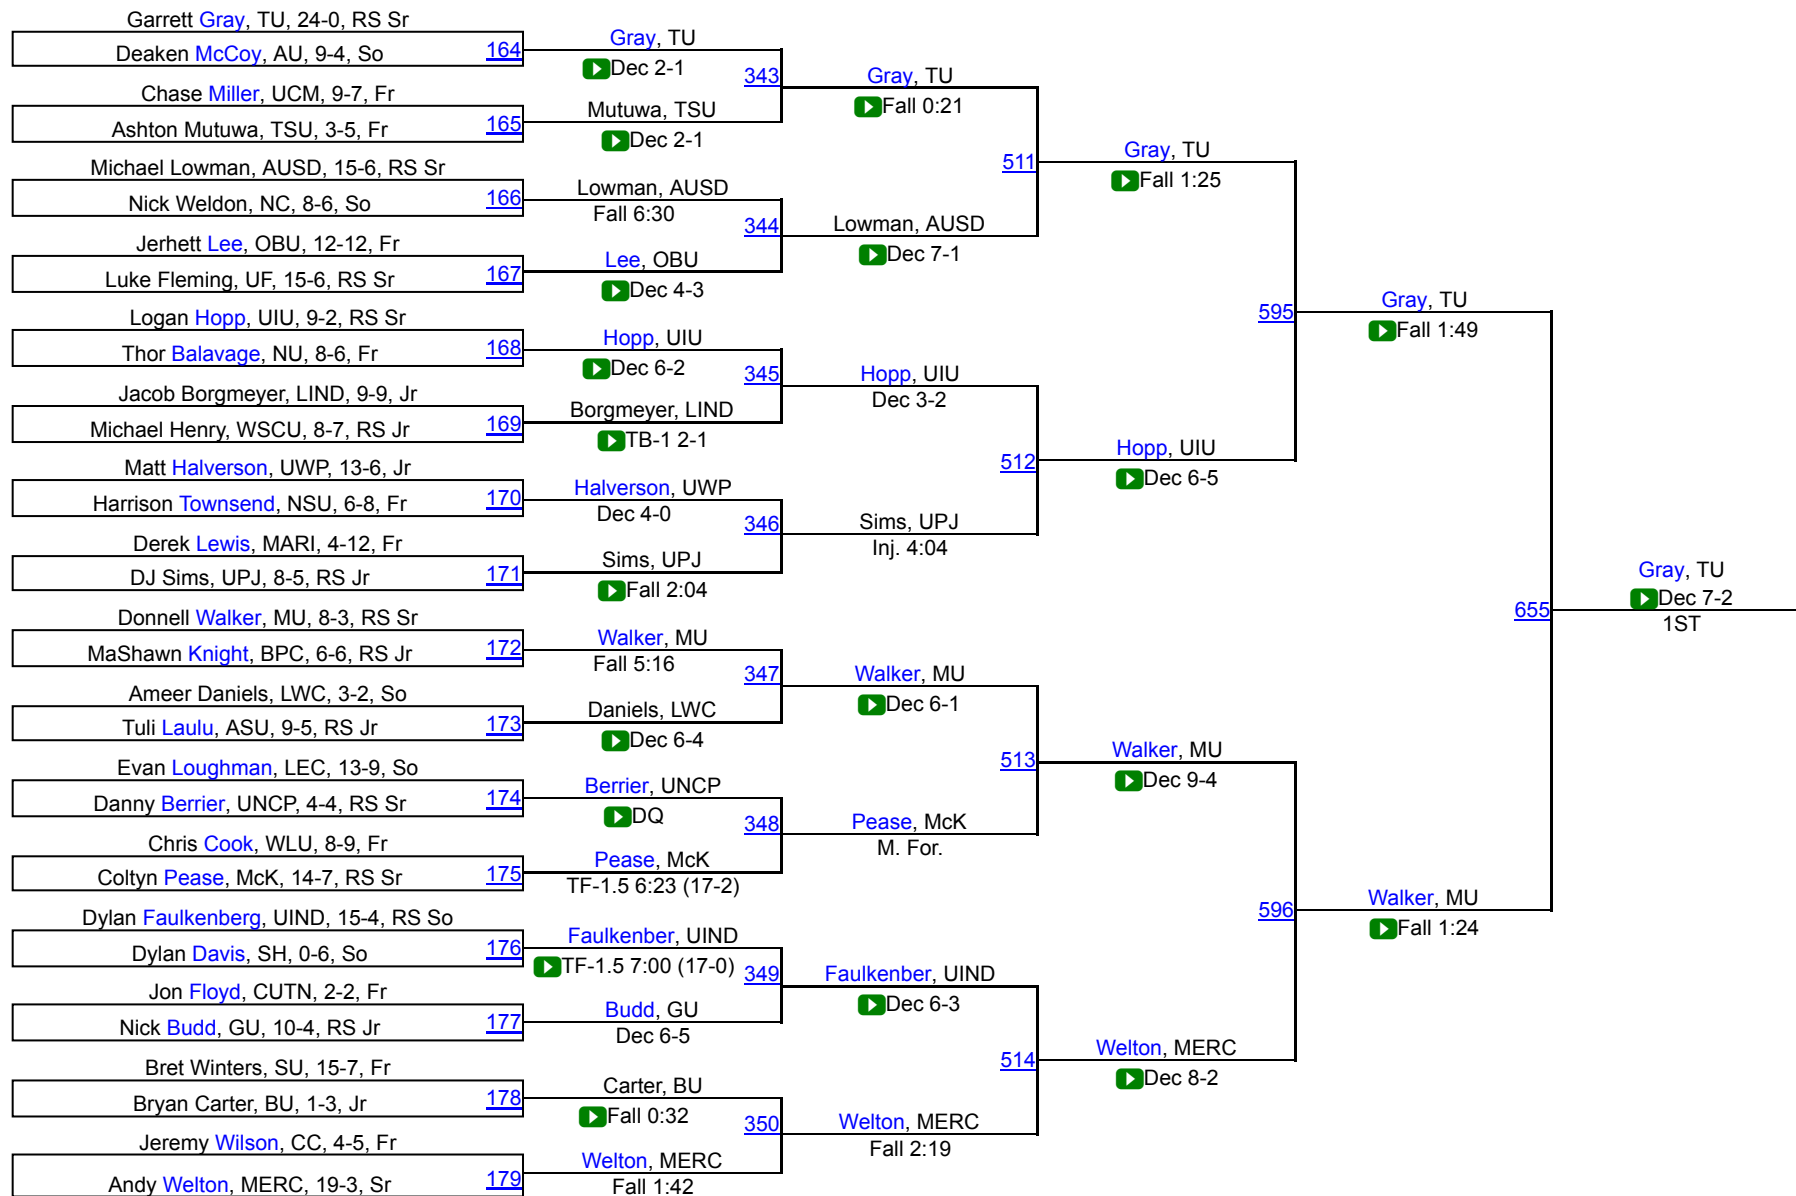 Garrett Gray, TU, 24-0, RS Sr
Deaken McCoy, AU, 9-4, So
164
Chase Miller, UCM, 9-7, Fr
Ashton Mutuwa, TSU, 3-5, Fr
165
Michael Lowman, AUSD, 15-6, RS Sr
Nick Weldon, NC, 8-6, So
166
Jerhett Lee, OBU, 12-12, Fr
Luke Fleming, UF, 15-6, RS Sr
167
Logan Hopp, UIU, 9-2, RS Sr
Thor Balavage, NU, 8-6, Fr
168
Jacob Borgmeyer, LIND, 9-9, Jr
Michael Henry, WSCU, 8-7, RS Jr
169
Matt Halverson, UWP, 13-6, Jr
Harrison Townsend, NSU, 6-8, Fr
170
Derek Lewis, MARI, 4-12, Fr
DJ Sims, UPJ, 8-5, RS Jr
171
Donnell Walker, MU, 8-3, RS Sr
MaShawn Knight, BPC, 6-6, RS Jr
172
Ameer Daniels, LWC, 3-2, So
Tuli Laulu, ASU, 9-5, RS Jr
173
Evan Loughman, LEC, 13-9, So
Danny Berrier, UNCP, 4-4, RS Sr
174
Chris Cook, WLU, 8-9, Fr
Coltyn Pease, McK, 14-7, RS Sr
175
Dylan Faulkenberg, UIND, 15-4, RS So
Dylan Davis, SH, 0-6, So
176
Jon Floyd, CUTN, 2-2, Fr
Nick Budd, GU, 10-4, RS Jr
177
Bret Winters, SU, 15-7, Fr
Bryan Carter, BU, 1-3, Jr
178
Jeremy Wilson, CC, 4-5, Fr
Andy Welton, MERC, 19-3, Sr
179
Gray, TU
Dec 2-1
343
Mutuwa, TSU
Dec 2-1
Lowman, AUSD
Fall 6:30
344
Lee, OBU
Dec 4-3
Hopp, UIU
Dec 6-2
345
Borgmeyer, LIND
TB-1 2-1
Halverson, UWP
Dec 4-0
346
Sims, UPJ
Fall 2:04
Walker, MU
Fall 5:16
347
Daniels, LWC
Dec 6-4
Berrier, UNCP
DQ
348
Pease, McK
TF-1.5 6:23 (17-2)
Faulkenber, UIND
TF-1.5 7:00 (17-0)
349
Budd, GU
Dec 6-5
Carter, BU
Fall 0:32
350
Welton, MERC
Fall 1:42
Gray, TU
Fall 0:21
511
Lowman, AUSD
Dec 7-1
Hopp, UIU
Dec 3-2
512
Sims, UPJ
Inj. 4:04
Walker, MU
Dec 6-1
513
Pease, McK
M. For.
Faulkenber, UIND
Dec 6-3
514
Welton, MERC
Fall 2:19
Gray, TU
Fall 1:25
595
Hopp, UIU
Dec 6-5
Walker, MU
Dec 9-4
596
Welton, MERC
Dec 8-2
Gray, TU
Fall 1:49
655
Walker, MU
Fall 1:24
Gray, TU
Dec 7-2
1ST